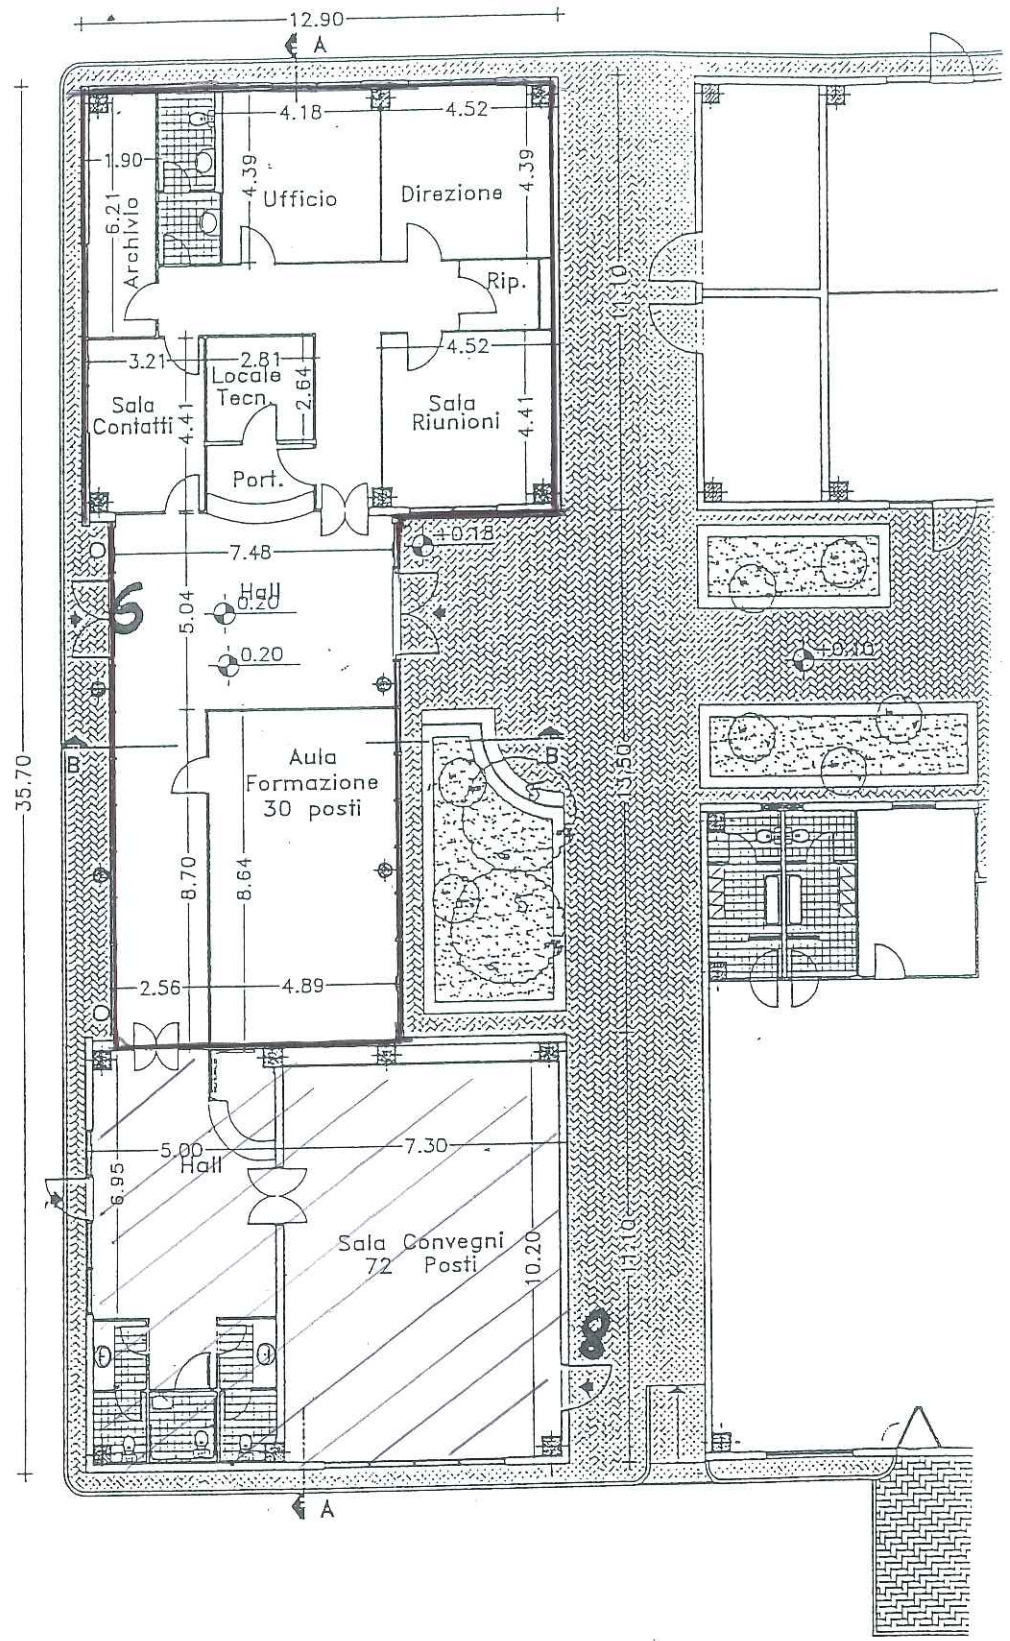 12.90
A
4.18
4.52
1.90
4.39
4.39
6.21
Archivio
Ufficio
Direzione
Rip.
11.10
3.21
2.81
4.52
Locale
Tecn.
2.64
Sala
Contatti
4.41
Sala
Riunioni
4.41
Port.
+0.18
7.48
Hall
0.20
6
5.04
0.20
+0.10
B
B
35.70
13.50
Aula
Formazione
30 posti
8.70
8.64
2.56
4.89
5.00
7.30
Hall
6.95
Sala Convegni
72 Posti
10.20
11.10
8
A